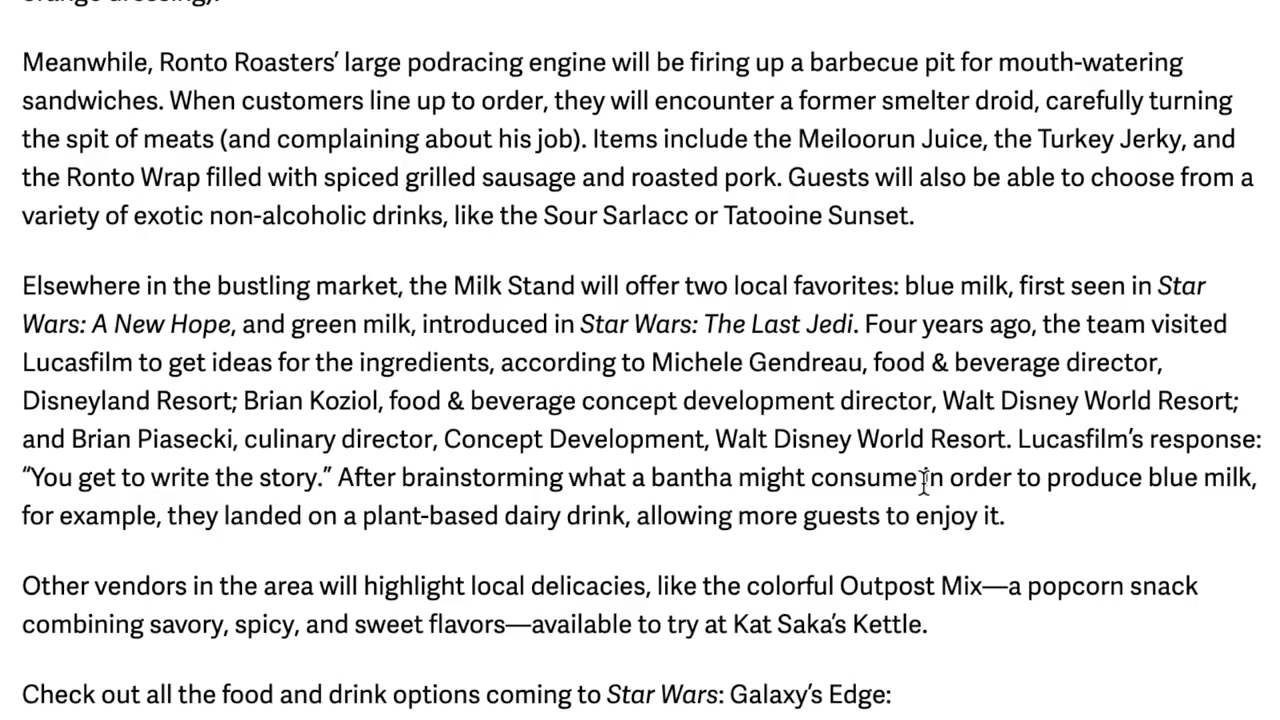 Meanwhile, Ronto Roasters’ large podracing engine will be firing up a barbecue pit for mouth-watering
sandwiches. When customers line up to order, they will encounter a former smelter droid, carefully turning
the spit of meats (and complaining about his job). Items include the Meiloorun Juice, the Turkey Jerky, and
the Ronto Wrap filled with spiced grilled sausage and roasted pork. Guests will also be able to choose from a
variety of exotic non-alcoholic drinks, like the Sour Sarlacc or Tatooine Sunset.
Elsewhere in the bustling market, the Milk Stand will offer two local favorites: blue milk, first seen in Star
Wars: A New Hope, and green milk, introduced in Star Wars: The Last Jedi. Four years ago, the team visited
Lucasfilm to get ideas for the ingredients, according to Michele Gendreau, food & beverage director,
Disneyland Resort; Brian Koziol, food & beverage concept development director, Walt Disney World Resort;
and Brian Piasecki, culinary director, Concept Development, Walt Disney World Resort. Lucasfilm’s response:
“You get to write the story.” After brainstorming what a bantha might consume in order to produce blue milk,
for example, they landed on a plant-based dairy drink, allowing more guests to enjoy it.
Other vendors in the area will highlight local delicacies, like the colorful Outpost Mix—a popcorn snack
combining savory, spicy, and sweet flavors—available to try at Kat Saka’s Kettle.
Check out all the food and drink options coming to Star Wars: Galaxy’s Edge: